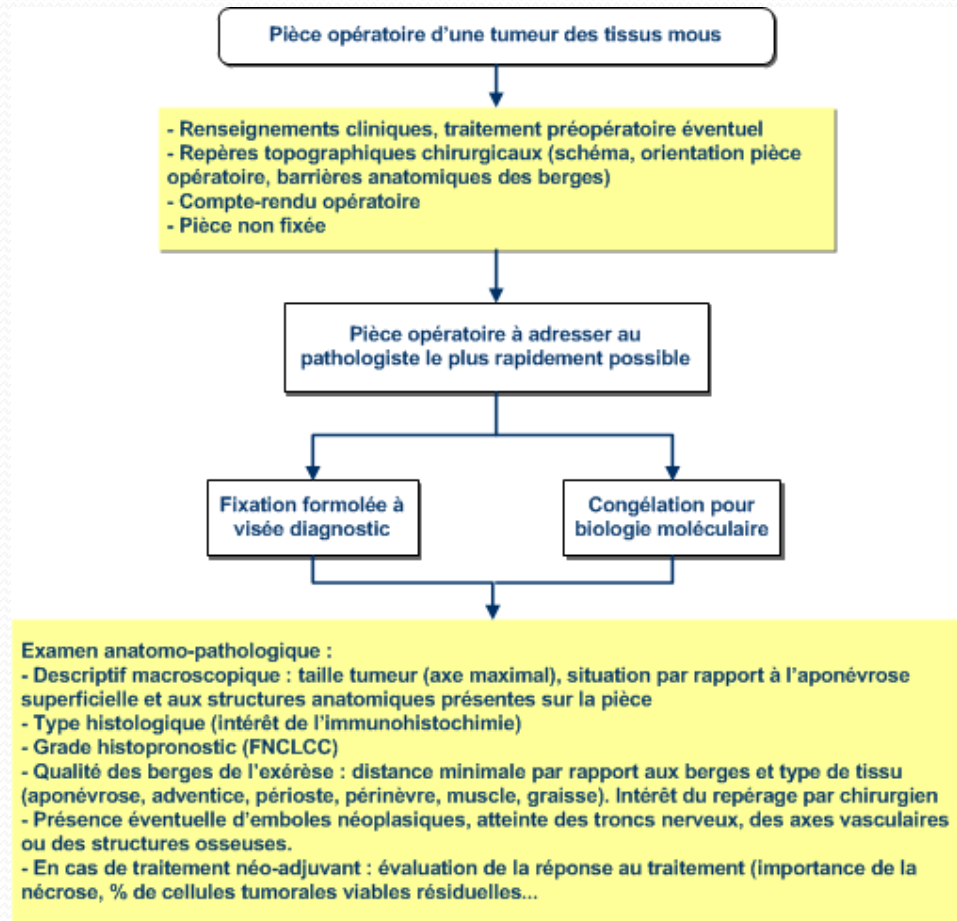 Pièce opératoire d'une tumeur des tissus mous
- Renseignements cliniques, traitement préopératoire éventuel
- Repères topographiques chirurgicaux (schéma, orientation pièce
opératoire, barrières anatomiques des berges)
- Compte-rendu opératoire
- Pièce non fixée
Pièce opératoire à adresser au
pathologiste le plus rapidement possible
Fixation formolée à
visée diagnostic
Congélation pour
biologie moléculaire
Examen anatomo-pathologique :
- Descriptif macroscopique : taille tumeur (axe maximal), situation par rapport à l'aponévrose
superficielle et aux structures anatomiques présentes sur la pièce
- Type histologique (intérêt de l'immunohistochimie)
- Grade histopronostic (FNCLCC)
- Qualité des berges de l'exérèse : distance minimale par rapport aux berges et type de tissu
(aponévrose, adventice, périoste, périnèvre, muscle, graisse). Intérêt du repérage par chirurgien
- Présence éventuelle d'emboles néoplasiques, atteinte des troncs nerveux, des axes vasculaires
ou des structures osseuses.
- En cas de traitement néo-adjuvant : évaluation de la réponse au traitement (importance de la
nécrose, % de cellules tumorales viables résiduelles...